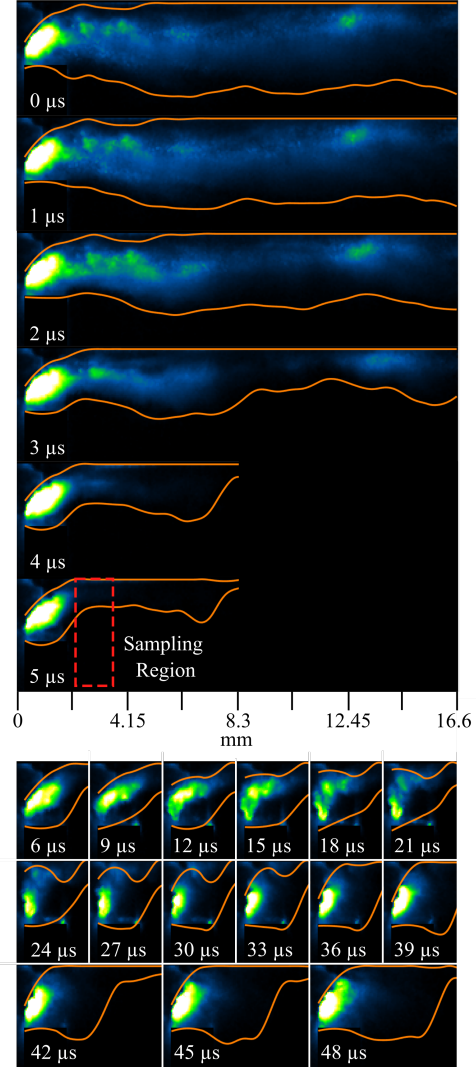 0 µs
1 µs
2 µs
3 µs
4 µs
5 µs
Sampling
Region
0 4.15 8.3 12.45 16.6
mm
6 µs 9 µs 12 µs 15 µs 18 µs 21 µs
24 µs 27 µs 30 µs 33 µs 36 µs 39 µs
42 µs 45 µs 48 µs